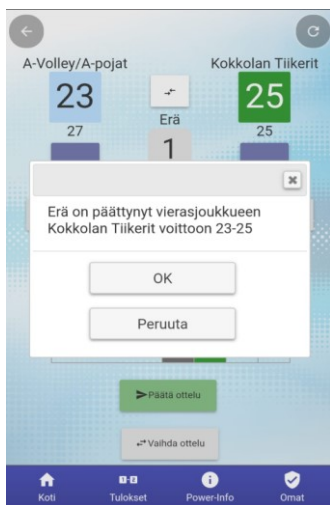 A-Volley/A-pojat Kokkolan Tiikerit
23 25
Erä
27 1 25
Erä on päättynyt vierasjoukkueen
Kokkolan Tiikerit voittoon 23-25
OK
Peruuta
Päätä ottelu
Vaihda ottelu
Koti Tulokset Power-Info Omat